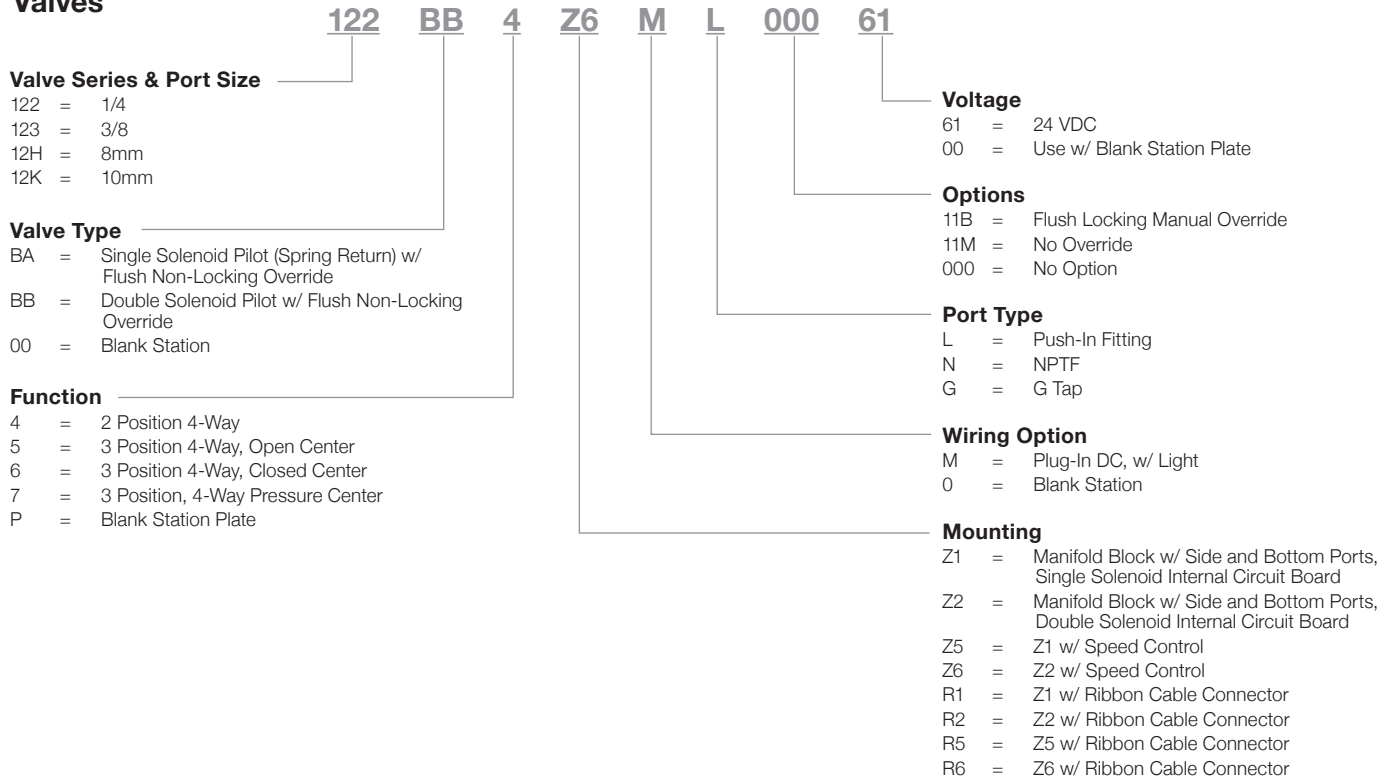 Valves
122 BB 4 Z6 M L 000 61
Valve Series & Port Size
122 = 1/4
123 = 3/8
12H = 8mm
12K = 10mm
Valve Type
BA = Single Solenoid Pilot (Spring Return) w/
Flush Non-Locking Override
BB = Double Solenoid Pilot w/ Flush Non-Locking
Override
00 = Blank Station
Function
4 = 2 Position 4-Way
5 = 3 Position 4-Way, Open Center
6 = 3 Position 4-Way, Closed Center
7 = 3 Position, 4-Way Pressure Center
P = Blank Station Plate
Voltage
61 = 24 VDC
00 = Use w/ Blank Station Plate
Options
11B = Flush Locking Manual Override
11M = No Override
000 = No Option
Port Type
L = Push-In Fitting
N = NPTF
G = G Tap
Wiring Option
M = Plug-In DC, w/ Light
0 = Blank Station
Mounting
Z1 = Manifold Block w/ Side and Bottom Ports,
Single Solenoid Internal Circuit Board
Z2 = Manifold Block w/ Side and Bottom Ports,
Double Solenoid Internal Circuit Board
Z5 = Z1 w/ Speed Control
Z6 = Z2 w/ Speed Control
R1 = Z1 w/ Ribbon Cable Connector
R2 = Z2 w/ Ribbon Cable Connector
R5 = Z5 w/ Ribbon Cable Connector
R6 = Z6 w/ Ribbon Cable Connector